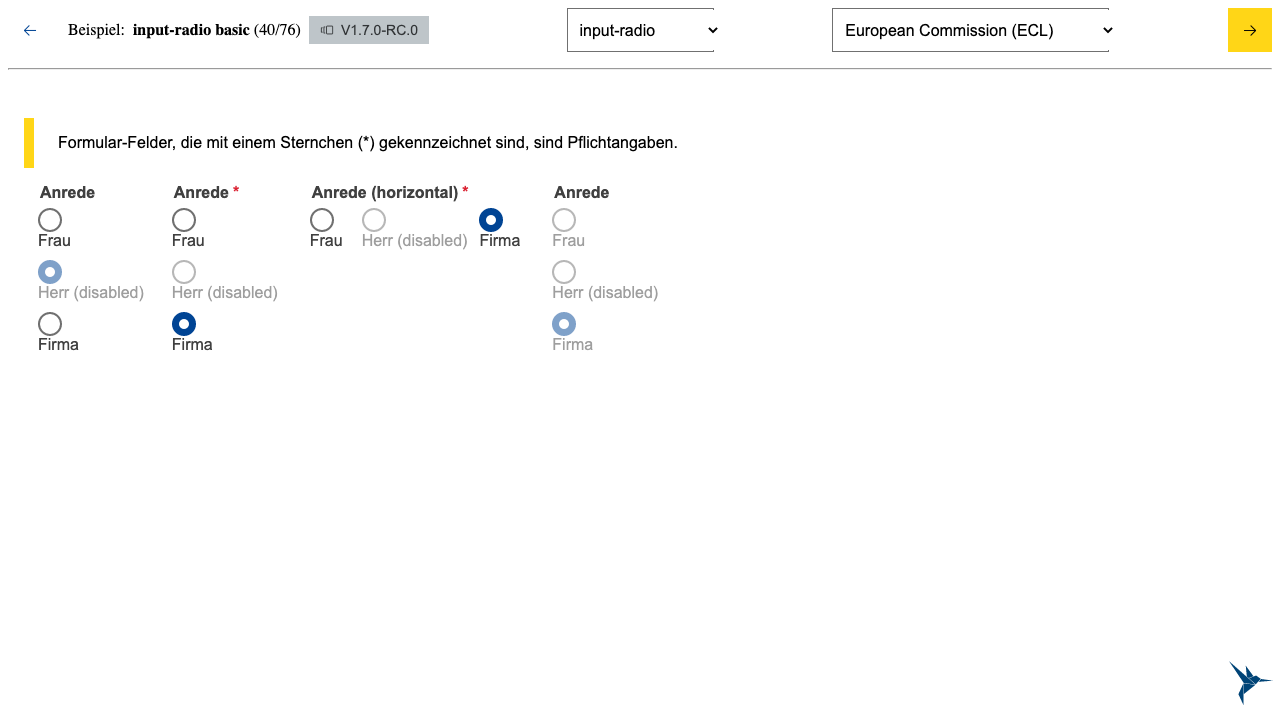 Beispiel: input-radio basic (40/76) V1.7.0-RC.0 input-radio European Commission (ECL)
Formular-Felder, die mit einem Sternchen (*) gekennzeichnet sind, sind Pflichtangaben.
Anrede
Frau
Herr (disabled)
Firma
Anrede *
Frau
Herr (disabled)
Firma
Anrede (horizontal) *
Frau Herr (disabled) Firma
Anrede
Frau
Herr (disabled)
Firma